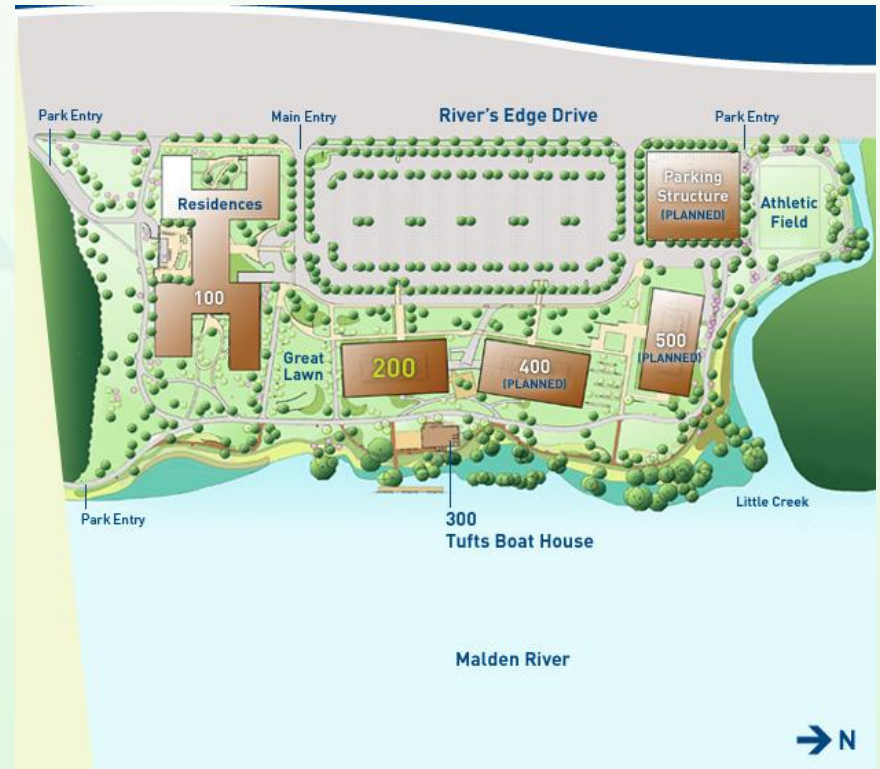 Park Entry
Main Entry
River's Edge Drive
Park Entry
Residences
Parking
Structure
(PLANNED)
Athletic
Field
100
Great
Lawn
200
400
(PLANNED)
500
(PLANNED)
Park Entry
300
Tufts Boat House
Little Creek
Malden River
N